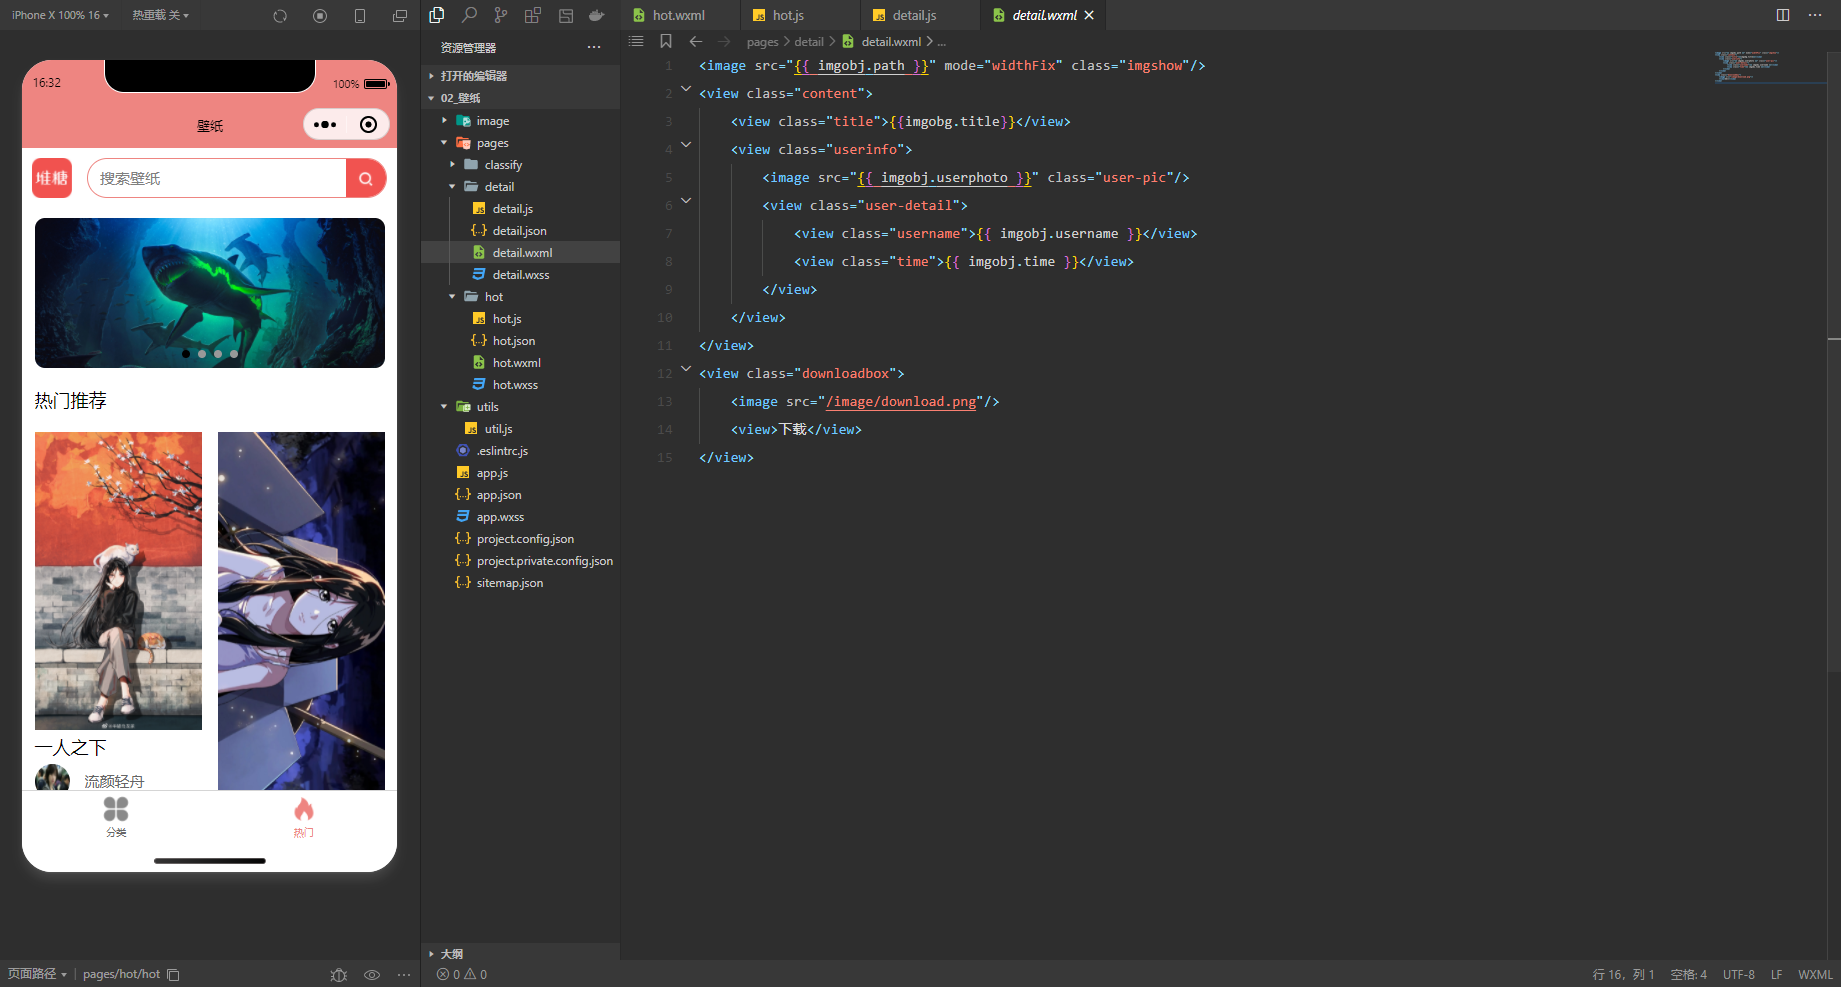 iPhone X 100% 16
热重载 关
16:32
100%
壁纸
堆糖
搜索壁纸
热门推荐
一人之下
流颜轻舟
分类
热门
页面路径
pages/hot/hot
资源管理器
打开的编辑器
02_壁纸
image
pages
classify
detail
detail.js
detail.json
detail.wxml
detail.wxss
hot
hot.js
hot.json
hot.wxml
hot.wxss
utils
util.js
.eslintrc.js
app.js
app.json
app.wxss
project.config.json
project.private.config.json
sitemap.json
大纲
0 0
hot.wxml
hot.js
detail.js
detail.wxml
pages > detail > detail.wxml > ...
1 <image src="{{ imgobj.path }}" mode="widthFix" class="imgshow"/>
2 <view class="content">
3 <view class="title">{{imgobg.title}}</view>
4 <view class="userinfo">
5 <image src="{{ imgobj.userphoto }}" class="user-pic"/>
6 <view class="user-detail">
7 <view class="username">{{ imgobj.username }}</view>
8 <view class="time">{{ imgobj.time }}</view>
9 </view>
10 </view>
11 </view>
12 <view class="downloadbox">
13 <image src="/image/download.png"/>
14 <view>下载</view>
15 </view>
行 16，列 1
空格: 4
UTF-8
LF
WXML